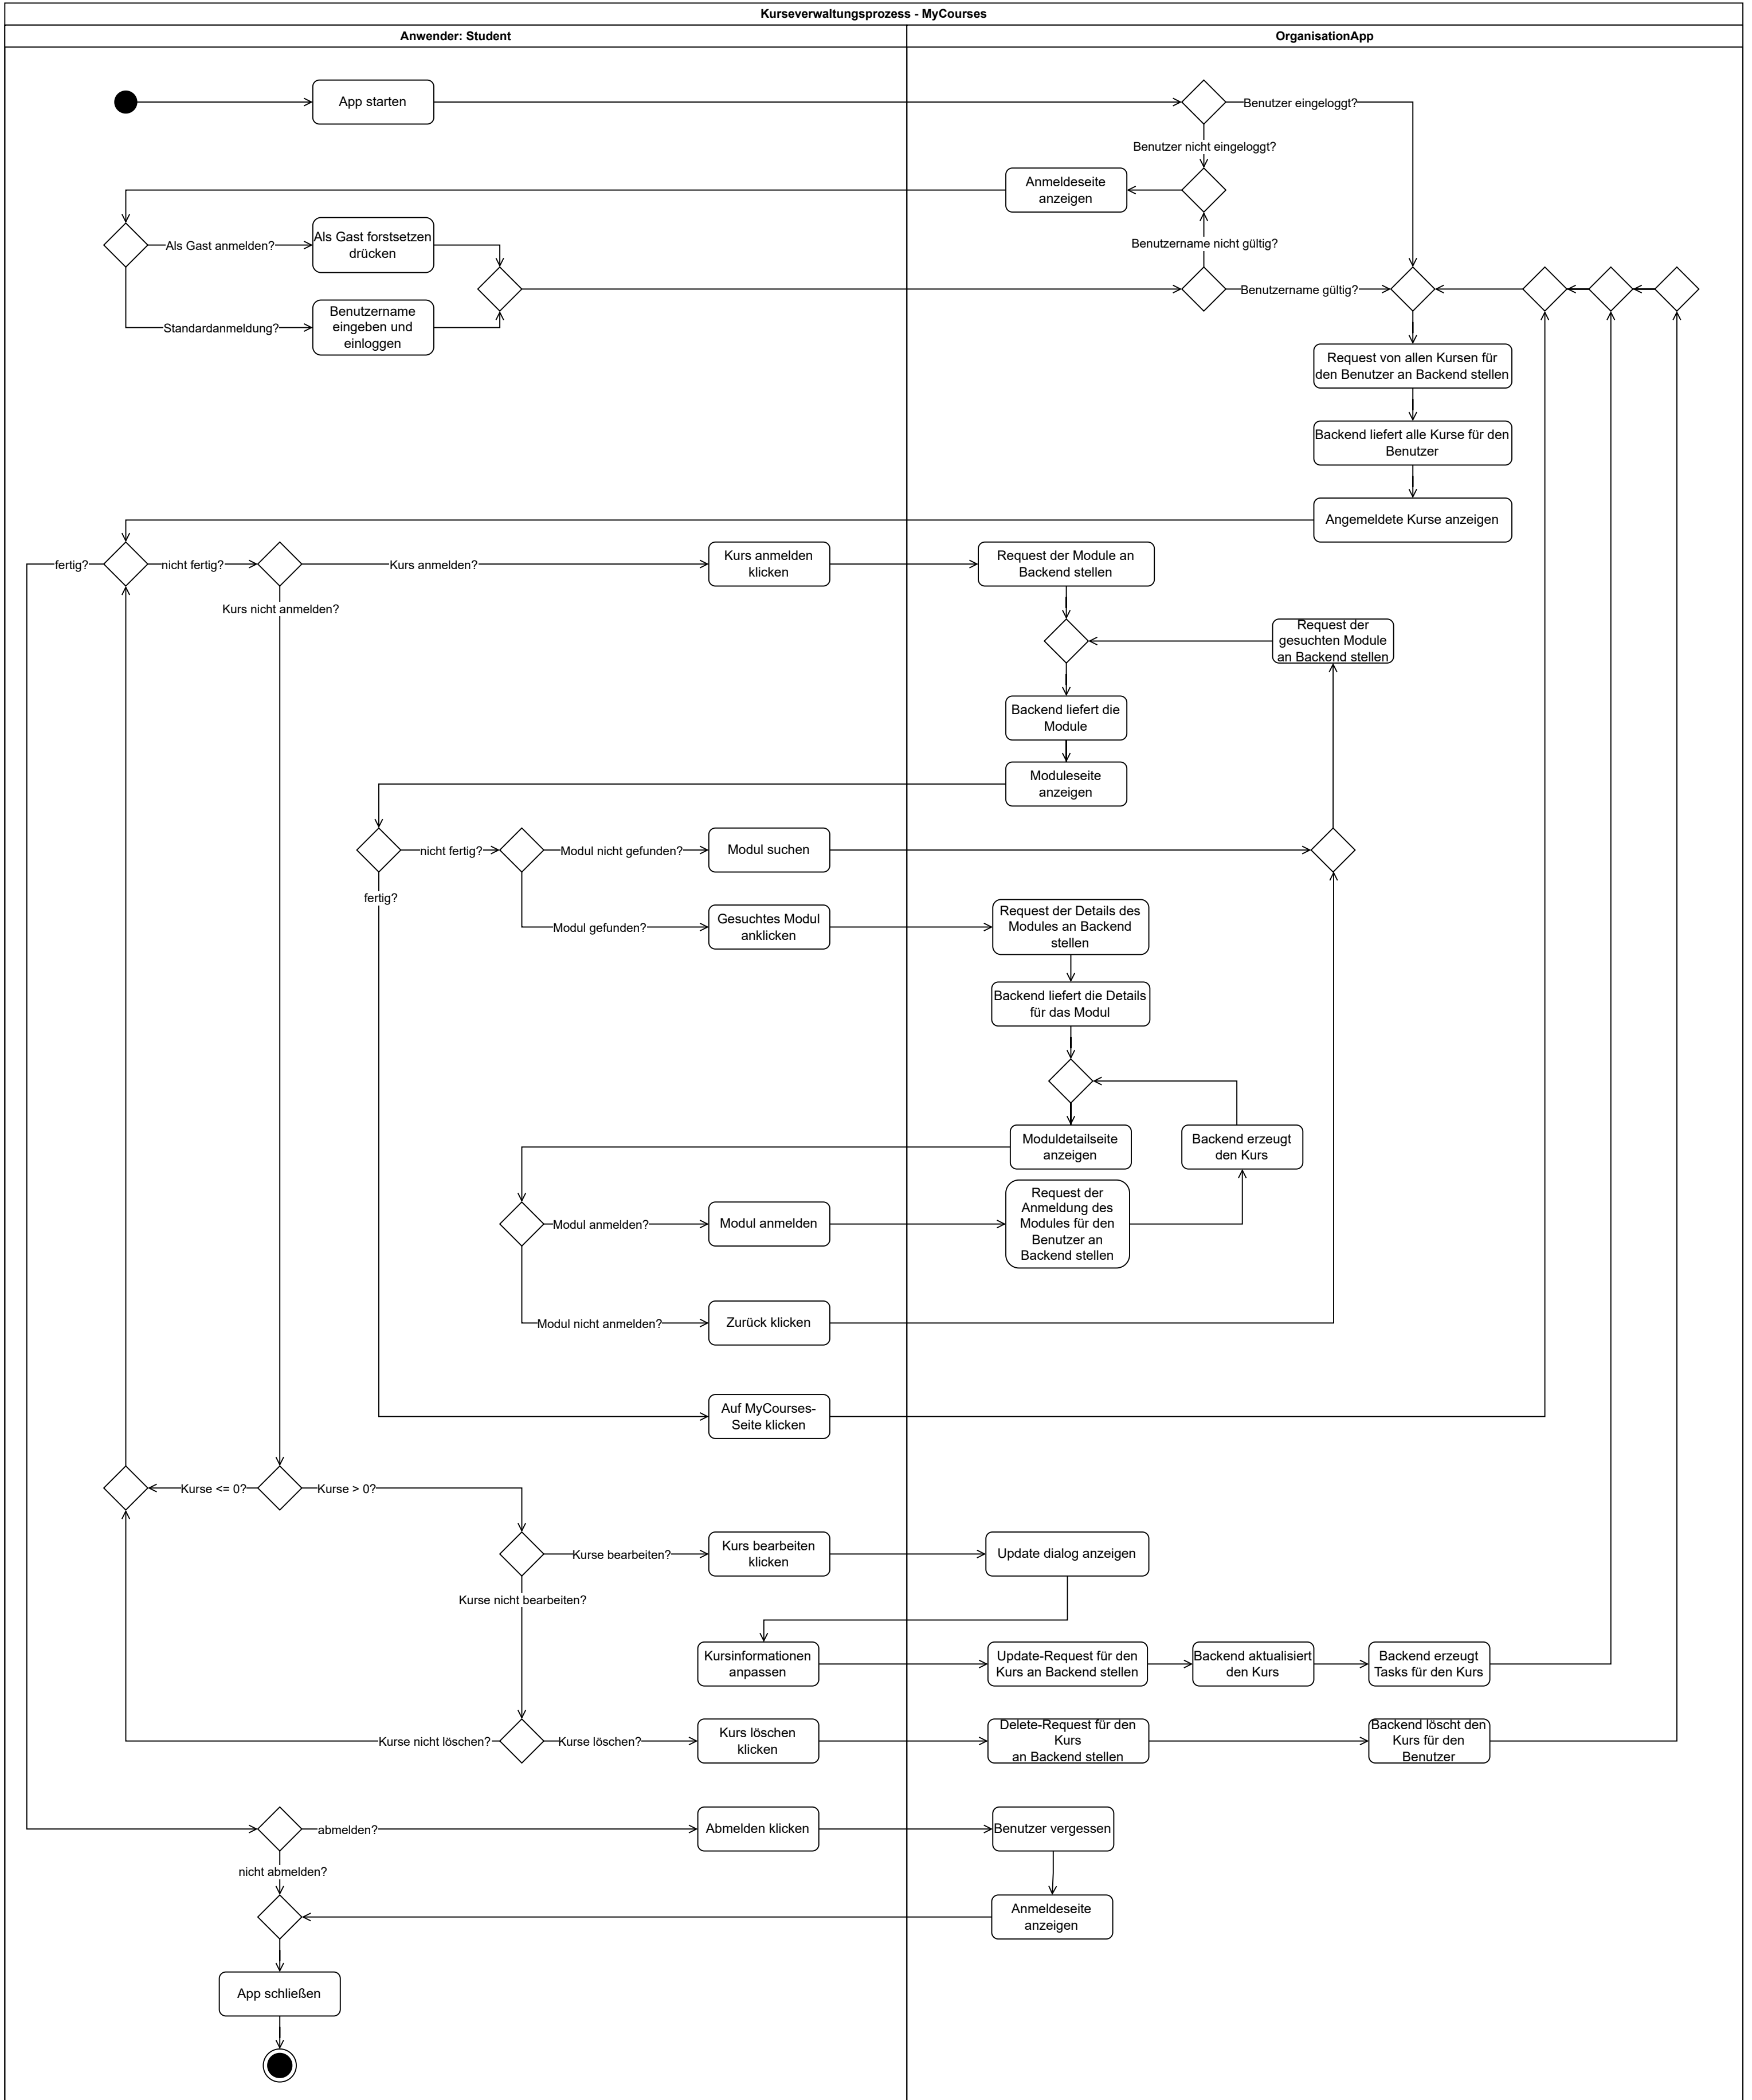 Kurseverwaltungsprozess - MyCourses
Anwender: Student
OrganisationApp
App starten
Benutzer eingeloggt?
Benutzer nicht eingeloggt?
Anmeldeseite
anzeigen
Als Gast anmelden?
Als Gast forstsetzen
drücken
Benutzername nicht gültig?
Benutzername gültig?
Standardanmeldung?
Benutzername
eingeben und
einloggen
Request von allen Kursen für
den Benutzer an Backend stellen
Backend liefert alle Kurse für den
Benutzer
Angemeldete Kurse anzeigen
fertig?
nicht fertig?
Kurs anmelden?
Kurs anmelden
klicken
Request der Module an
Backend stellen
Kurs nicht anmelden?
Request der
gesuchten Module
an Backend stellen
Backend liefert die
Module
Moduleseite
anzeigen
nicht fertig?
Modul nicht gefunden?
Modul suchen
fertig?
Modul gefunden?
Gesuchtes Modul
anklicken
Request der Details des
Modules an Backend
stellen
Backend liefert die Details
für das Modul
Moduldetailseite
anzeigen
Backend erzeugt
den Kurs
Modul anmelden?
Modul anmelden
Request der
Anmeldung des
Modules für den
Benutzer an
Backend stellen
Modul nicht anmelden?
Zurück klicken
Auf MyCourses-
Seite klicken
Kurse <= 0?
Kurse > 0?
Kurse bearbeiten?
Kurs bearbeiten
klicken
Update dialog anzeigen
Kurse nicht bearbeiten?
Kursinformationen
anpassen
Update-Request für den
Kurs an Backend stellen
Backend aktualisiert
den Kurs
Backend erzeugt
Tasks für den Kurs
Kurse nicht löschen?
Kurse löschen?
Kurs löschen
klicken
Delete-Request für den
Kurs
an Backend stellen
Backend löscht den
Kurs für den
Benutzer
abmelden?
Abmelden klicken
Benutzer vergessen
nicht abmelden?
Anmeldeseite
anzeigen
App schließen